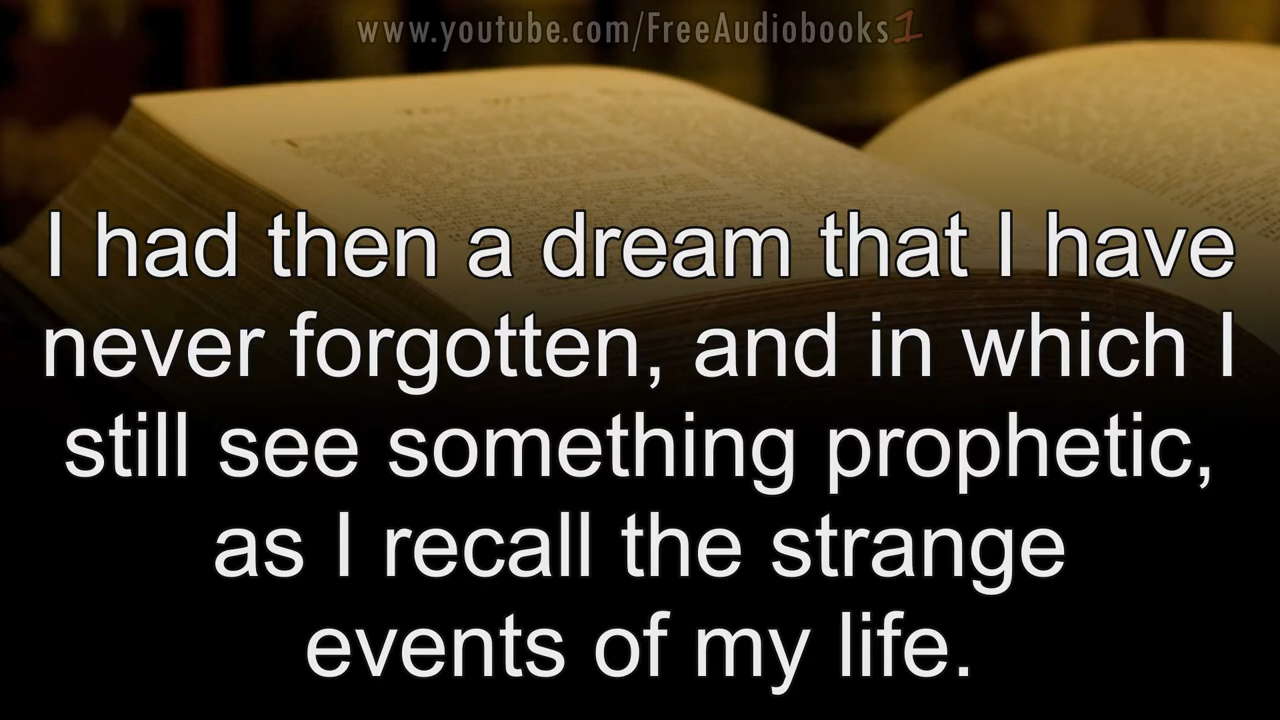 www.youtube.com/FreeAudiobooks1
I had then a dream that I have
never forgotten, and in which I
still see something prophetic,
as I recall the strange
events of my life.